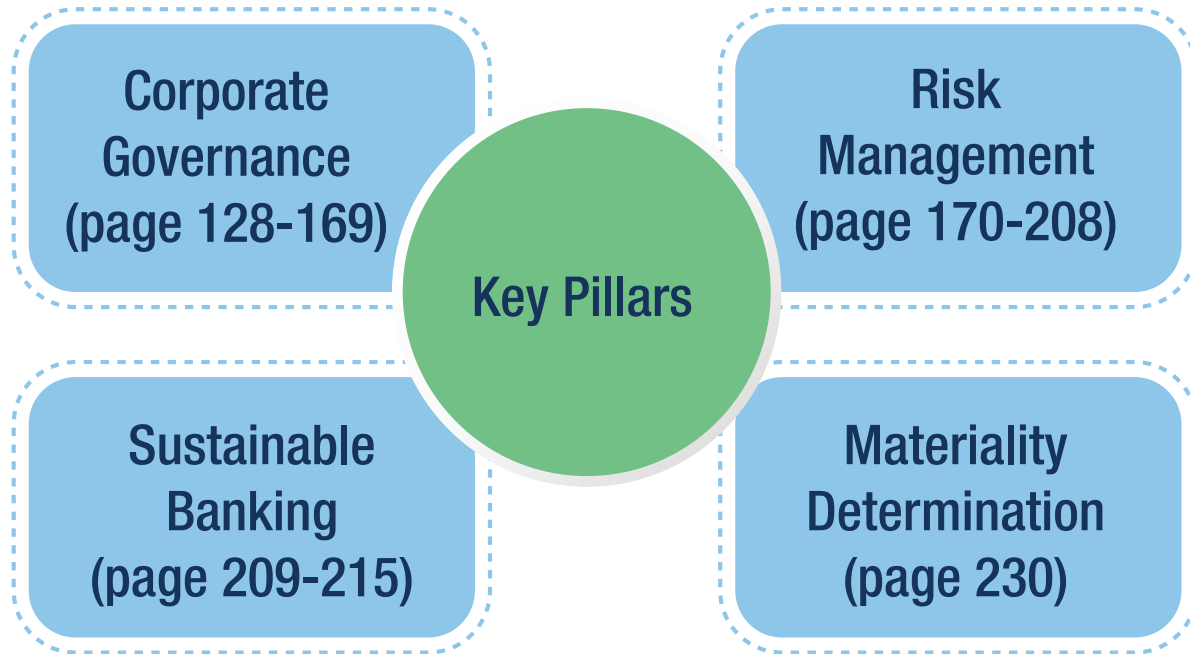 Corporate
Governance
(page 128-169)
Risk
Management
(page 170-208)
Key Pillars
Sustainable
Banking
(page 209-215)
Materiality
Determination
(page 230)